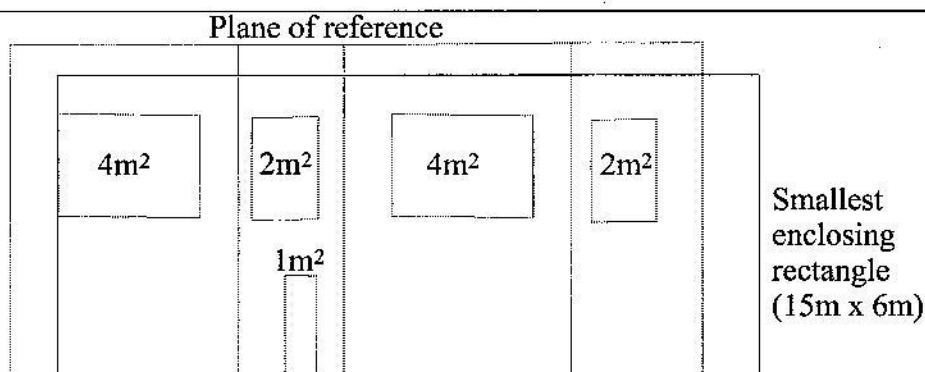 Plane of reference
4m²
2m²
4m²
2m²
1m²
Smallest
enclosing
rectangle
(15m x 6m)